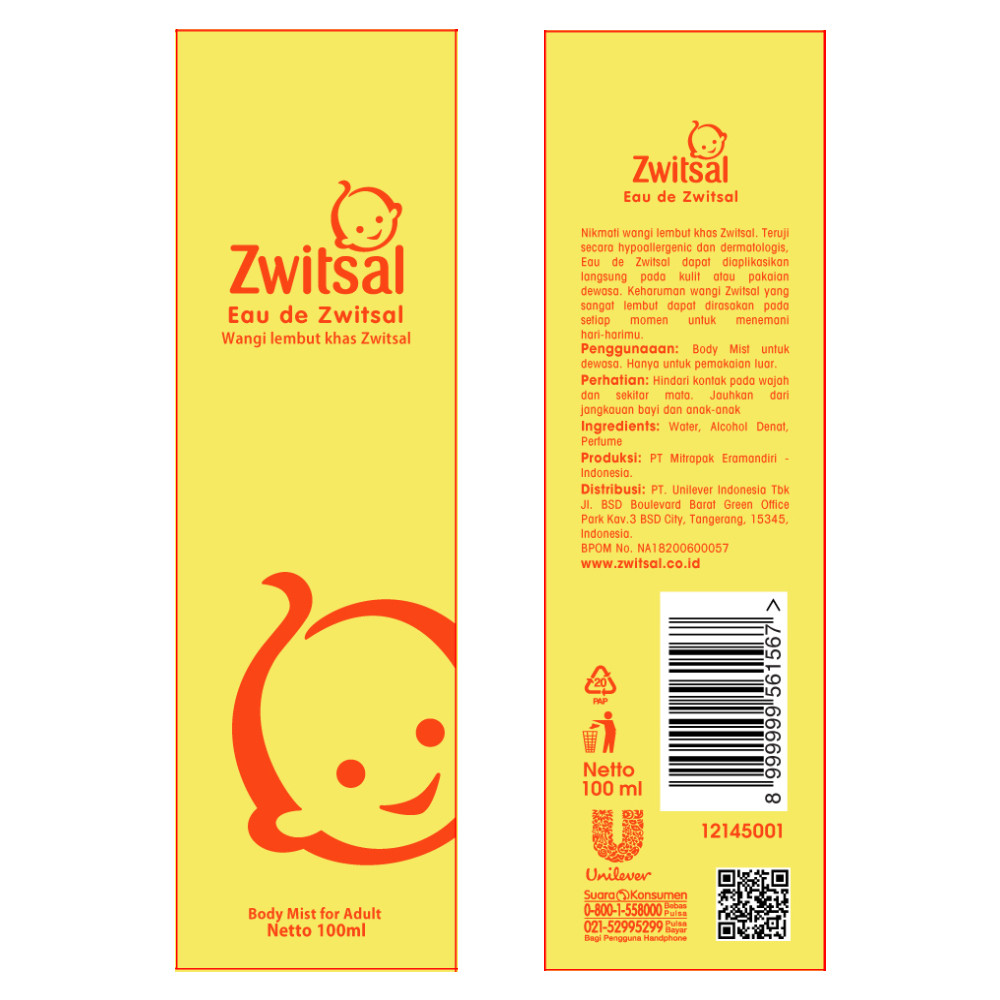 Zwitsal
Eau de Zwitsal
Wangi lembut khas Zwitsal
Body Mist for Adult
Netto 100ml
Zwitsal
Eau de Zwitsal
Nikmati wangi lembut khas Zwitsal. Teruji
secara hypoallergenic dan dermatologis,
Eau de Zwitsal dapat diaplikasikan
langsung pada kulit atau pakaian
dewasa. Keharuman wangi Zwitsal yang
sangat lembut dapat dirasakan pada
setiap momen untuk menemani
hari-harimu.
Penggunaaan: Body Mist untuk
dewasa. Hanya untuk pemakaian luar.
Perhatian: Hindari kontak pada wajah
dan sekitar mata. Jauhkan dari
jangkauan bayi dan anak-anak
Ingredients: Water, Alcohol Denat,
Perfume
Produksi: PT Mitrapak Eramandiri -
Indonesia.
Distribusi: PT. Unilever Indonesia Tbk
Jl. BSD Boulevard Barat Green Office
Park Kav.3 BSD City, Tangerang, 15345,
Indonesia.
BPOM No. NA18200600057
www.zwitsal.co.id
8 999999 561567 >
20
PAP
Netto
100 ml
12145001
Unilever
Suara Konsumen
0-800-1-558000 Bebas Pulsa
021-52995299 Pulsa Bayar
Bagi Pengguna Handphone